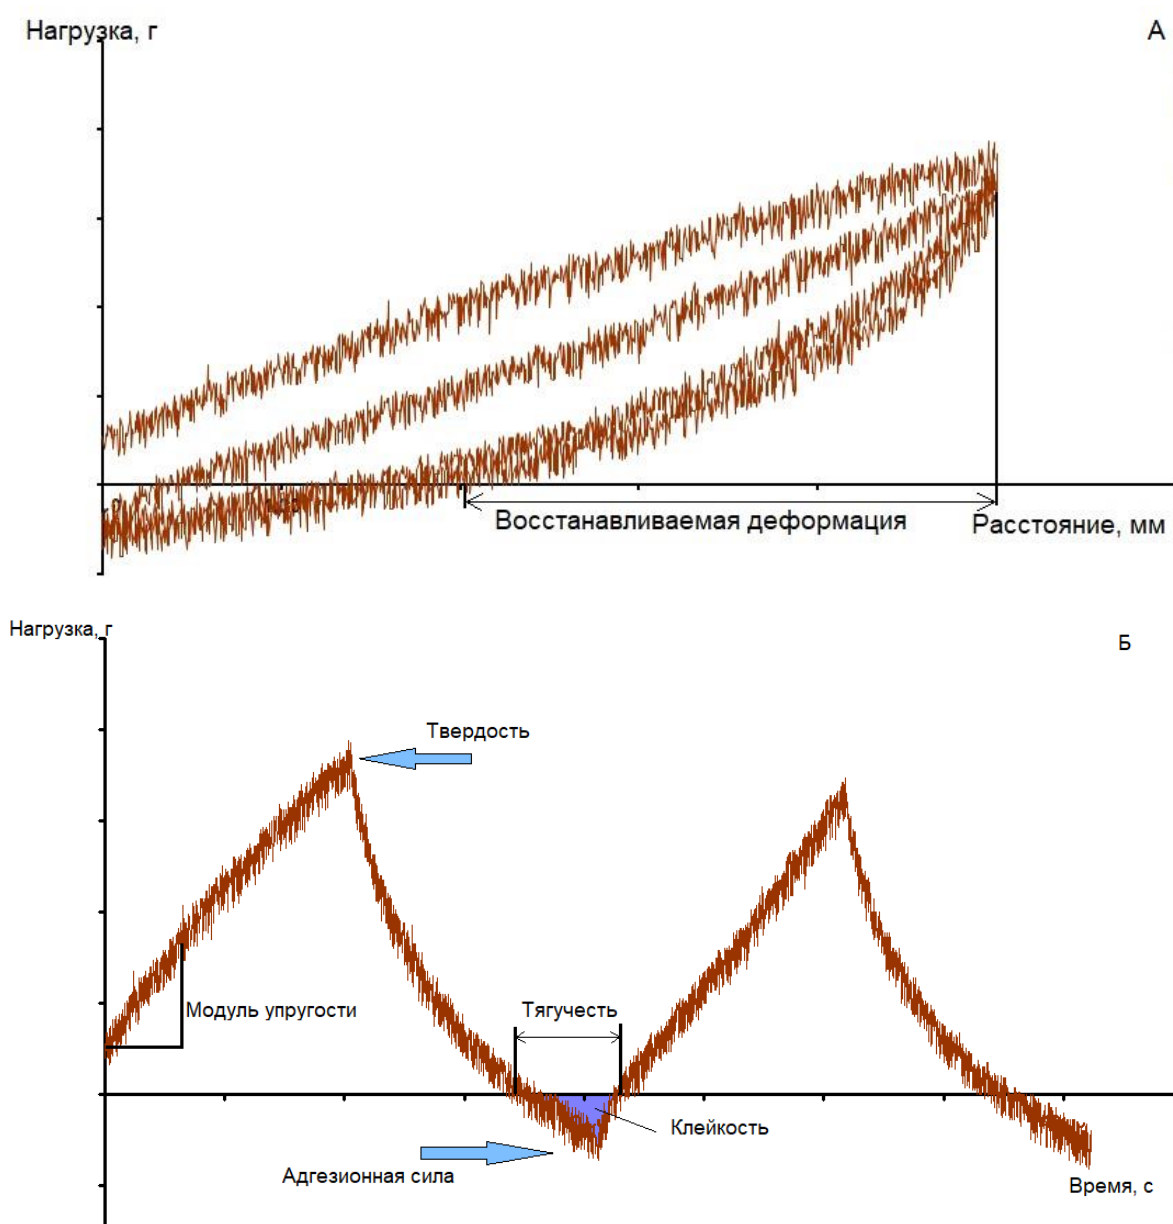 Нагрузка, г
А
Восстанавливаемая деформация
Расстояние, мм
Нагрузка, г
Б
Твердость
Модуль упругости
Тягучесть
Клейкость
Адгезионная сила
Время, с